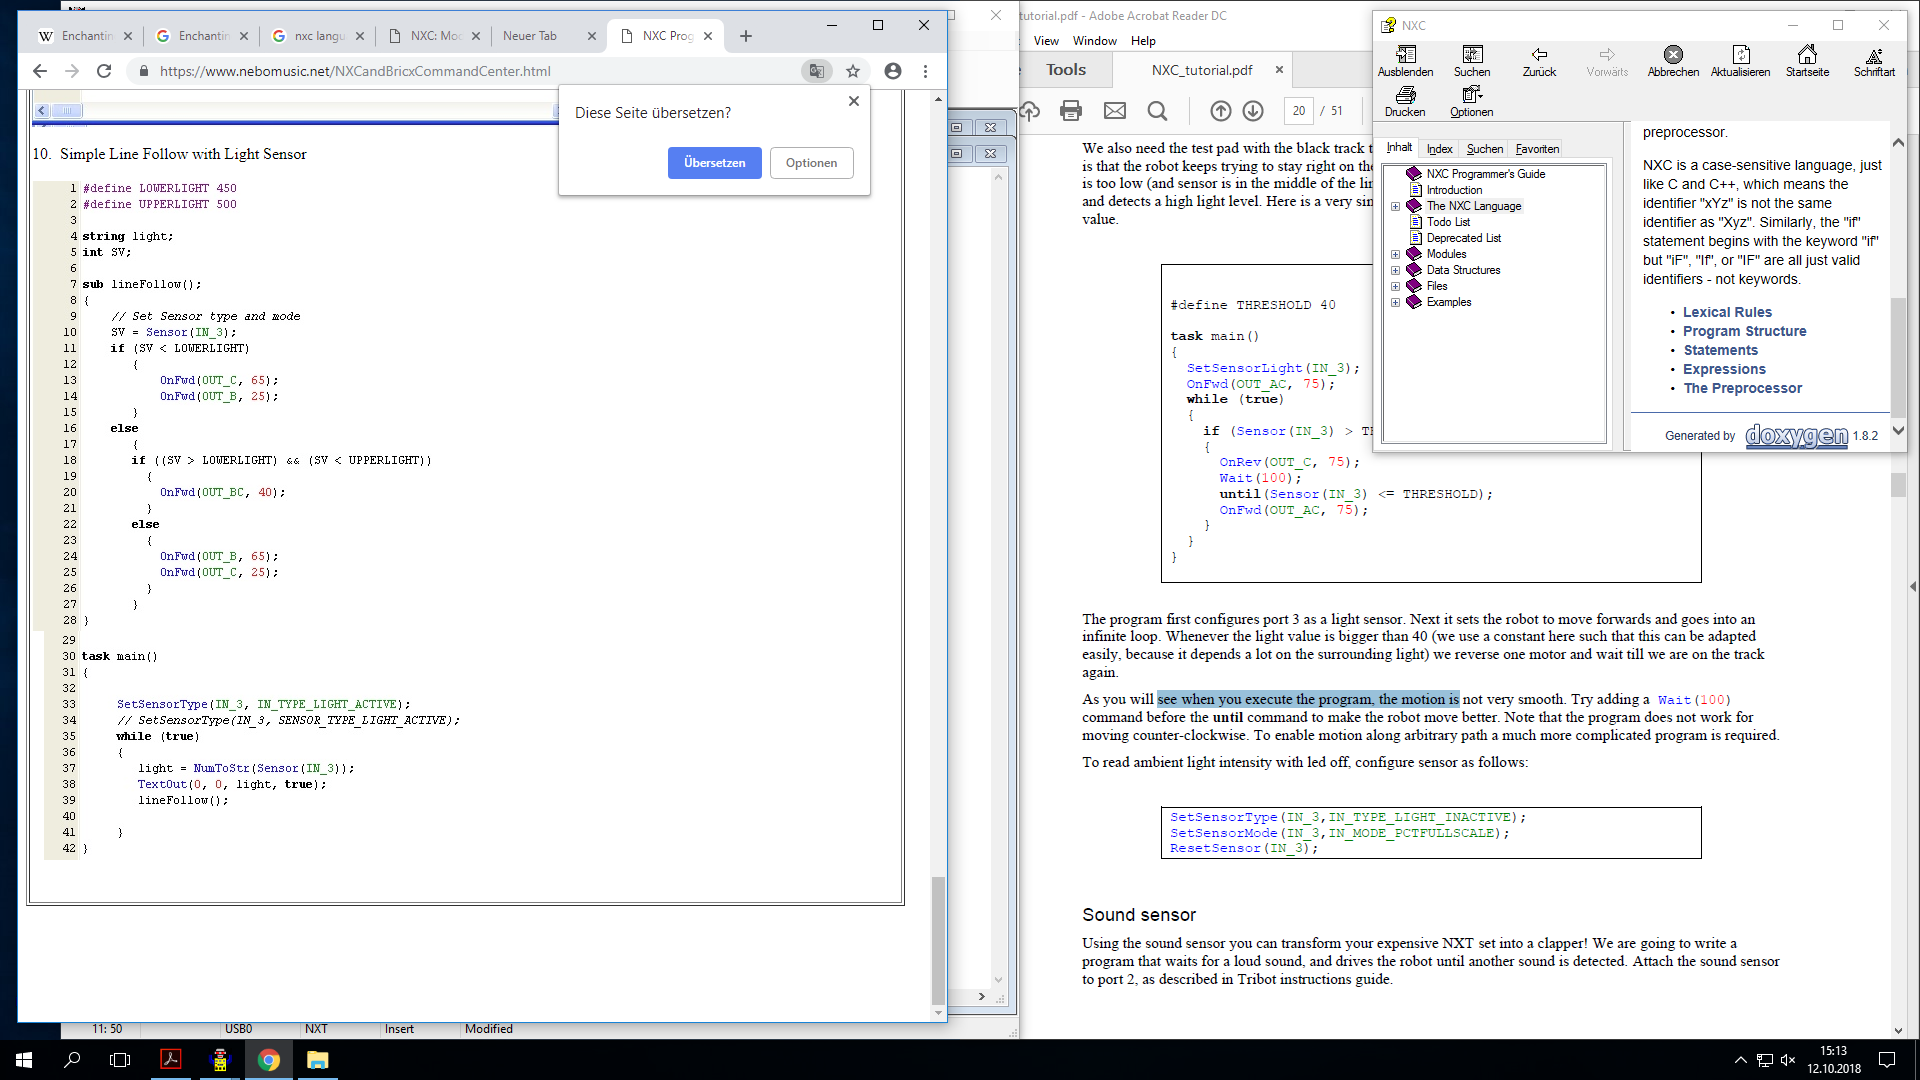 Enchantin
Enchantin
nxc langu
NXC: Moc
Neuer Tab
NXC Prog
https://www.nebomusic.net/NXCandBricxCommandCenter.html
Diese Seite übersetzen?
Übersetzen
Optionen
10. Simple Line Follow with Light Sensor
1 #define LOWERLIGHT 450
2 #define UPPERLIGHT 500
3
4 string light;
5 int SV;
6
7 sub lineFollow();
8 {
9 // Set Sensor type and mode
10 SV = Sensor(IN_3);
11 if (SV < LOWERLIGHT)
12 {
13 OnFwd(OUT_C, 65);
14 OnFwd(OUT_B, 25);
15 }
16 else
17 {
18 if ((SV > LOWERLIGHT) && (SV < UPPERLIGHT))
19 {
20 OnFwd(OUT_BC, 40);
21 }
22 else
23 {
24 OnFwd(OUT_B, 65);
25 OnFwd(OUT_C, 25);
26 }
27 }
28 }
29
30 task main()
31 {
32
33 SetSensorType(IN_3, IN_TYPE_LIGHT_ACTIVE);
34 // SetSensorType(IN_3, SENSOR_TYPE_LIGHT_ACTIVE);
35 while (true)
36 {
37 light = NumToStr(Sensor(IN_3));
38 TextOut(0, 0, light, true);
39 lineFollow();
40
41 }
42 }
11: 50 USB0 NXT Insert Modified
tutorial.pdf - Adobe Acrobat Reader DC
View Window Help
Tools NXC_tutorial.pdf
20 / 51
We also need the test pad with the black track t
is that the robot keeps trying to stay right on the
is too low (and sensor is in the middle of the lin
and detects a high light level. Here is a very sim
value.
#define THRESHOLD 40
task main()
{
SetSensorLight(IN_3);
OnFwd(OUT_AC, 75);
while (true)
{
if (Sensor(IN_3) > TH
{
OnRev(OUT_C, 75);
Wait(100);
until(Sensor(IN_3) <= THRESHOLD);
OnFwd(OUT_AC, 75);
}
}
}
The program first configures port 3 as a light sensor. Next it sets the robot to move forwards and goes into an
infinite loop. Whenever the light value is bigger than 40 (we use a constant here such that this can be adapted
easily, because it depends a lot on the surrounding light) we reverse one motor and wait till we are on the track
again.
As you will see when you execute the program, the motion is not very smooth. Try adding a Wait(100)
command before the until command to make the robot move better. Note that the program does not work for
moving counter-clockwise. To enable motion along arbitrary path a much more complicated program is required.
To read ambient light intensity with led off, configure sensor as follows:
SetSensorType(IN_3,IN_TYPE_LIGHT_INACTIVE);
SetSensorMode(IN_3,IN_MODE_PCTFULLSCALE);
ResetSensor(IN_3);
Sound sensor
Using the sound sensor you can transform your expensive NXT set into a clapper! We are going to write a
program that waits for a loud sound, and drives the robot until another sound is detected. Attach the sound sensor
to port 2, as described in Tribot instructions guide.
NXC
Ausblenden Suchen Zurück Vorwärts Abbrechen Aktualisieren Startseite Schriftart
Drucken Optionen
Inhalt Index Suchen Favoriten
NXC Programmer's Guide
Introduction
The NXC Language
Todo List
Deprecated List
Modules
Data Structures
Files
Examples
preprocessor.
NXC is a case-sensitive language, just
like C and C++, which means the
identifier "xYz" is not the same
identifier as "Xyz". Similarly, the "if"
statement begins with the keyword "if"
but "iF", "If", or "IF" are all just valid
identifiers - not keywords.
• Lexical Rules
• Program Structure
• Statements
• Expressions
• The Preprocessor
Generated by doxygen 1.8.2
15:13
12.10.2018